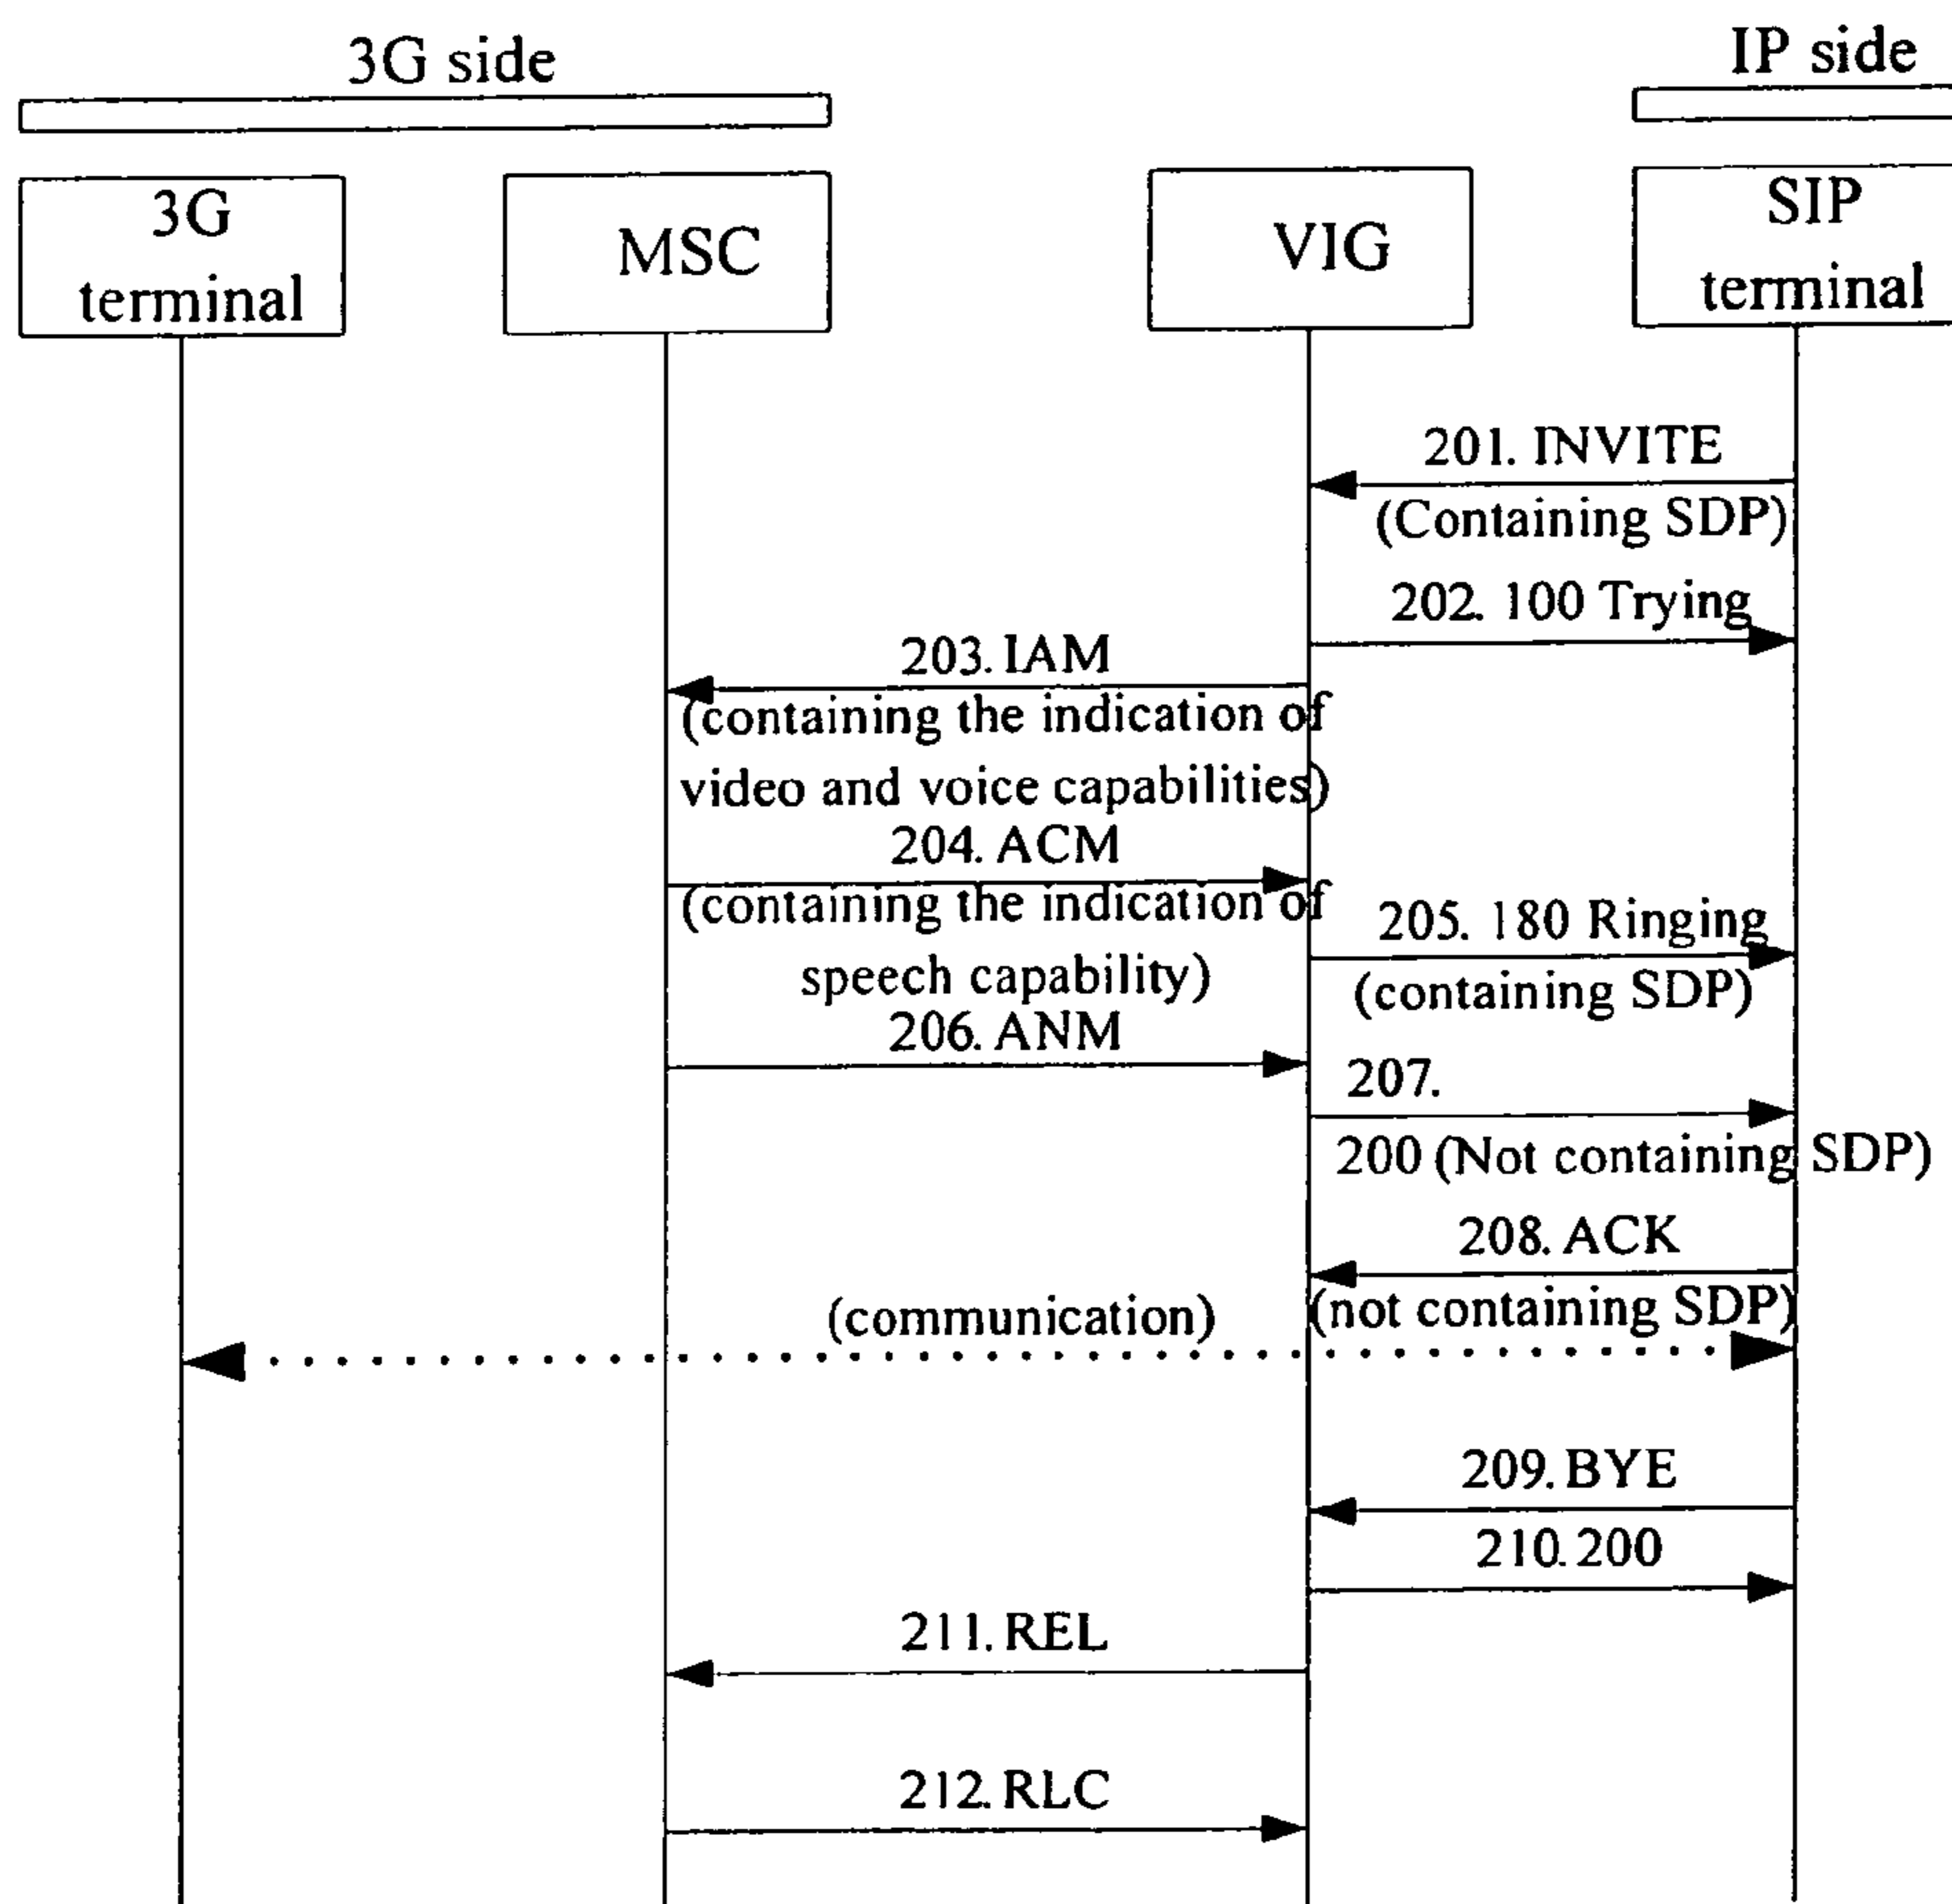 3G side
IP side
3G
terminal
MSC
VIG
SIP
terminal
201. INVITE
(Containing SDP)
202. 100 Trying
203. IAM
(containing the indication of
video and voice capabilities)
204. ACM
(containing the indication of
speech capability)
205. 180 Ringing
(containing SDP)
206. ANM
207.
200 (Not containing SDP)
208. ACK
(not containing SDP)
(communication)
209. BYE
210. 200
211. REL
212. RLC